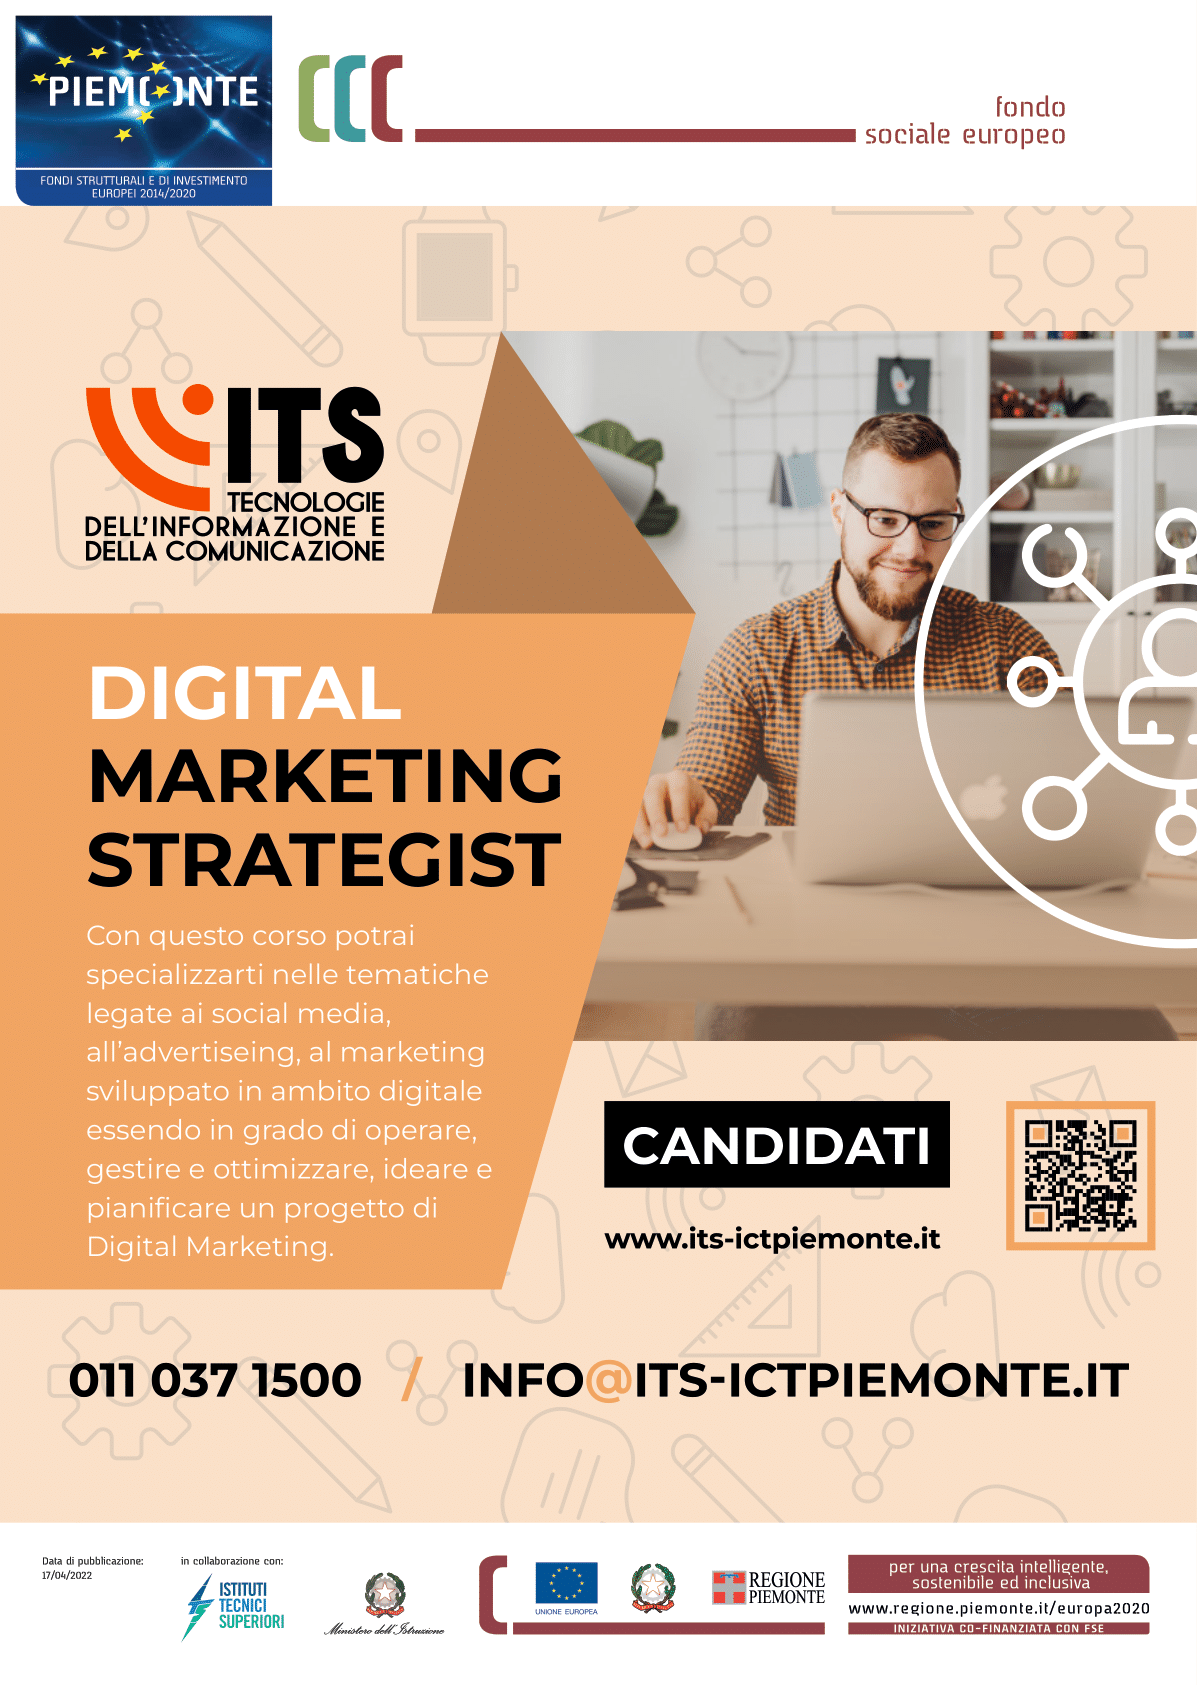 PIEMONTE
FONDI STRUTTURALI E DI INVESTIMENTO
EUROPEI 2014/2020
fondo
sociale europeo
ITS
TECNOLOGIE
DELL'INFORMAZIONE E
DELLA COMUNICAZIONE
DIGITAL
MARKETING
STRATEGIST
Con questo corso potrai
specializzarti nelle tematiche
legate ai social media,
all'advertiseing, al marketing
sviluppato in ambito digitale
essendo in grado di operare,
gestire e ottimizzare, ideare e
pianificare un progetto di
Digital Marketing.
CANDIDATI
www.its-ictpiemonte.it
011 037 1500 / INFO@ITS-ICTPIEMONTE.IT
Data di pubblicazione:
17/04/2022
in collaborazione con:
ISTITUTI
TECNICI
SUPERIORI
Ministero dell'Istruzione
UNIONE EUROPEA
REGIONE
PIEMONTE
per una crescita intelligente,
sostenibile ed inclusiva
www.regione.piemonte.it/europa2020
INIZIATIVA CO-FINANZIATA CON FSE